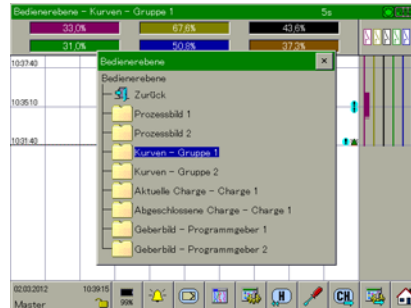 Bedienerebene - Kurven - Gruppe 1 5s
33,0% 67,6% 43,6%
31,0% 50,8% 37,3%
10:37:40
10:35:10
10:31:40
Bedienerebene
Bedienerebene
Zurück
Prozessbild 1
Prozessbild 2
Kurven - Gruppe 1
Kurven - Gruppe 2
Aktuelle Charge - Charge 1
Abgeschlossene Charge - Charge 1
Geberbild - Programmgeber 1
Geberbild - Programmgeber 2
02.03.2012 10:39:15
Master
99%
H
CH